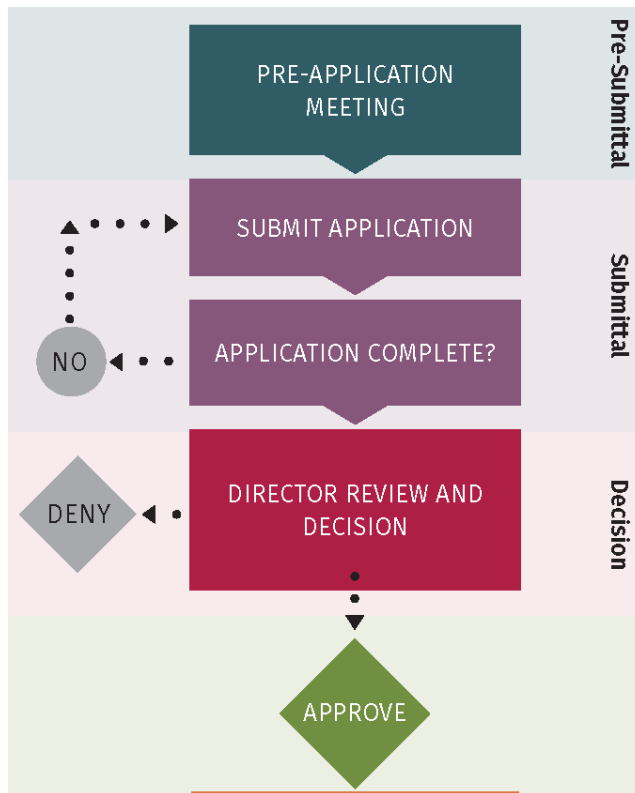 PRE-APPLICATION
MEETING
Pre-Submittal
SUBMIT APPLICATION
Submittal
NO
APPLICATION COMPLETE?
DIRECTOR REVIEW AND
DECISION
DENY
Decision
APPROVE